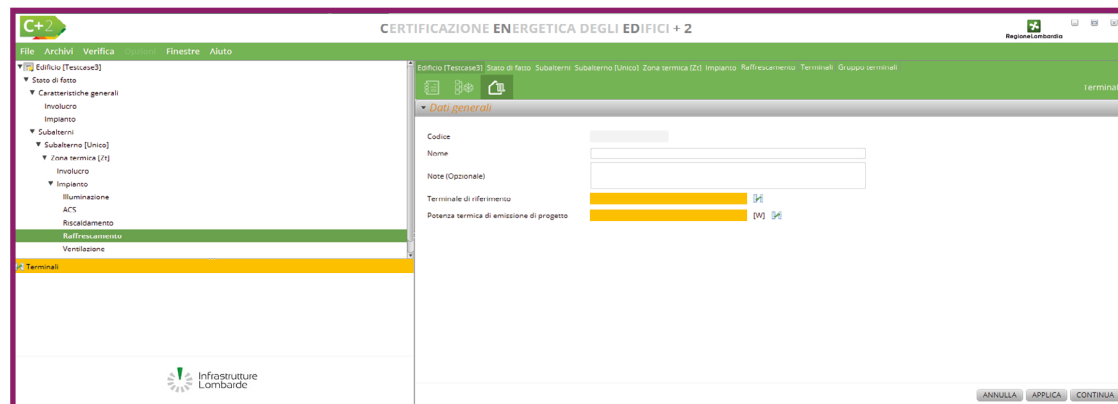 C+2
CERTIFICAZIONE ENERGETICA DEGLI EDIFICI + 2
RegioneLombardia
File Archivi Verifica Opzioni Finestre Aiuto
Edificio [Testcase3]
Stato di fatto
Caratteristiche generali
Involucro
Impianto
Subalterni
Subalterno [Unico]
Zona termica [Zt]
Involucro
Impianto
Illuminazione
ACS
Riscaldamento
Raffrescamento
Ventilazione
Terminali
Infrastrutture
Lombarde
Edificio [Testcase3] Stato di fatto Subalterni Subalterno [Unico] Zona termica [Zt] Impianto Raffrescamento Terminali Gruppo terminali
Terminali
Dati generali
Codice
Nome
Note (Opzionale)
Terminale di riferimento
Potenza termica di emissione di progetto [W]
ANNULLA APPLICA CONTINUA